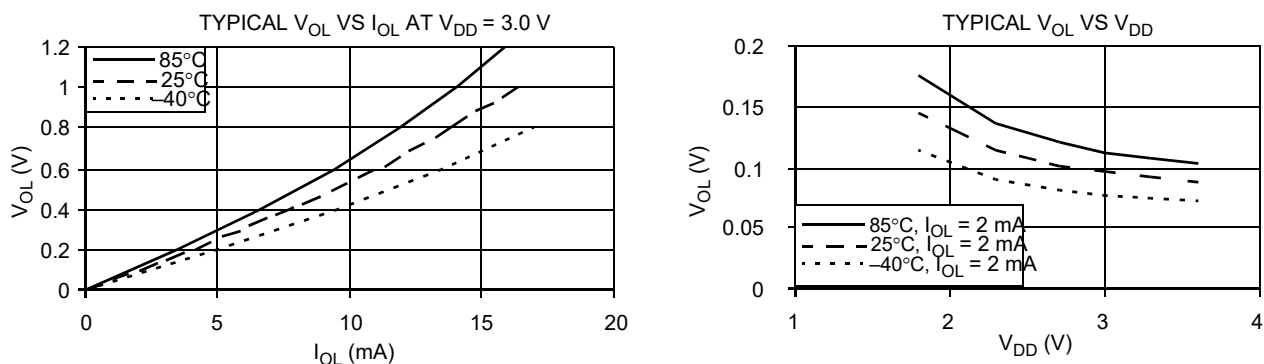 TYPICAL VOL VS IOL AT VDD = 3.0 V
1.2
1
0.8
0.6
0.4
0.2
0
VOL (V)
85°C
25°C
–40°C
0
5
10
15
20
IOL (mA)
TYPICAL VOL VS VDD
0.2
0.15
0.1
0.05
0
VOL (V)
85°C, IOL = 2 mA
25°C, IOL = 2 mA
–40°C, IOL = 2 mA
1
2
3
4
VDD (V)